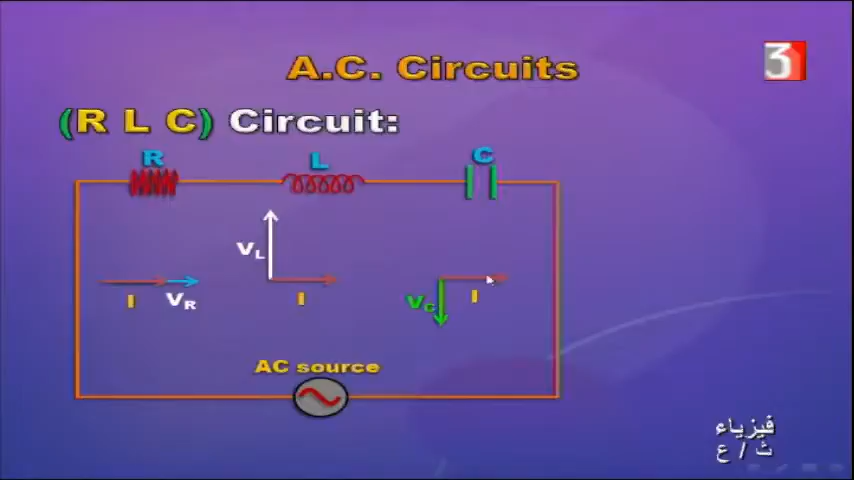 A.C. Circuits
3
(R L C) Circuit:
R
L
C
VL
VC
I
VR
I
I
AC source
فيزياء
ث / ع